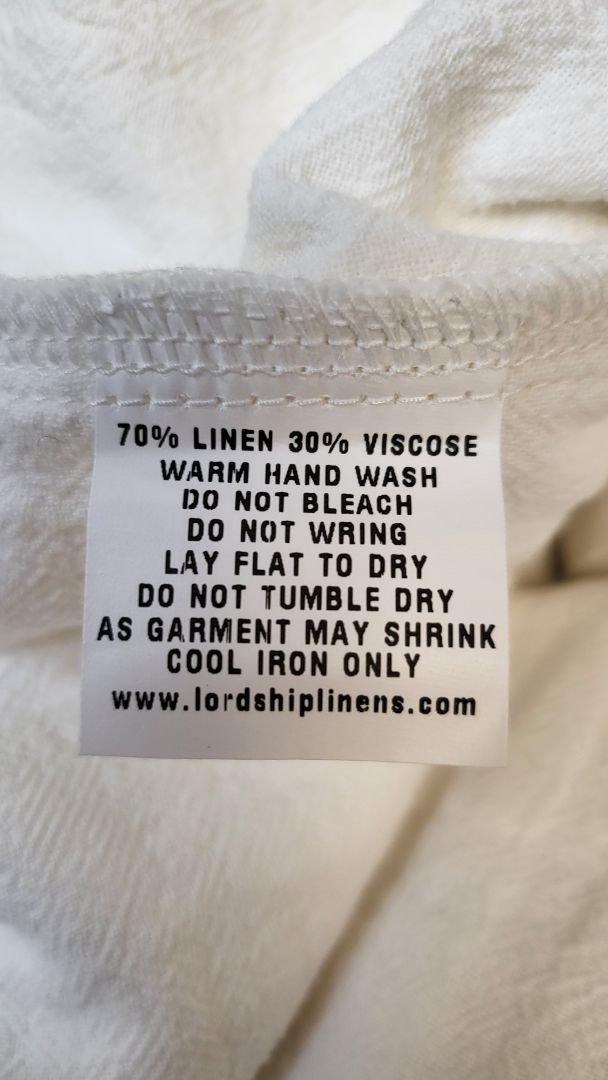 70% LINEN 30% VISCOSE
WARM HAND WASH
DO NOT BLEACH
DO NOT WRING
LAY FLAT TO DRY
DO NOT TUMBLE DRY
AS GARMENT MAY SHRINK
COOL IRON ONLY
www.lordshiplinens.com